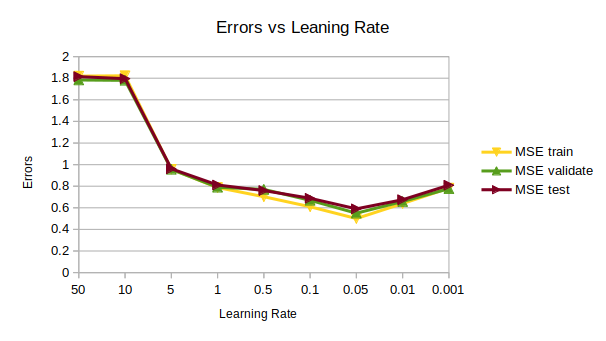 Errors vs Leaning Rate
2
1.8
1.6
1.4
1.2
1
0.8
0.6
0.4
0.2
0
Errors
50 10 5 1 0.5 0.1 0.05 0.01 0.001
Learning Rate
MSE train
MSE validate
MSE test